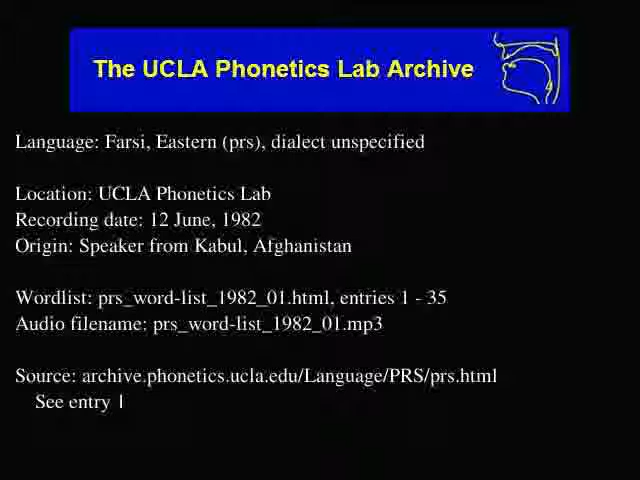 The UCLA Phonetics Lab Archive
Language: Farsi, Eastern (prs), dialect unspecified
Location: UCLA Phonetics Lab
Recording date: 12 June, 1982
Origin: Speaker from Kabul, Afghanistan
Wordlist: prs_word-list_1982_01.html, entries 1 - 35
Audio filename: prs_word-list_1982_01.mp3
Source: archive.phonetics.ucla.edu/Language/PRS/prs.html
See entry 1